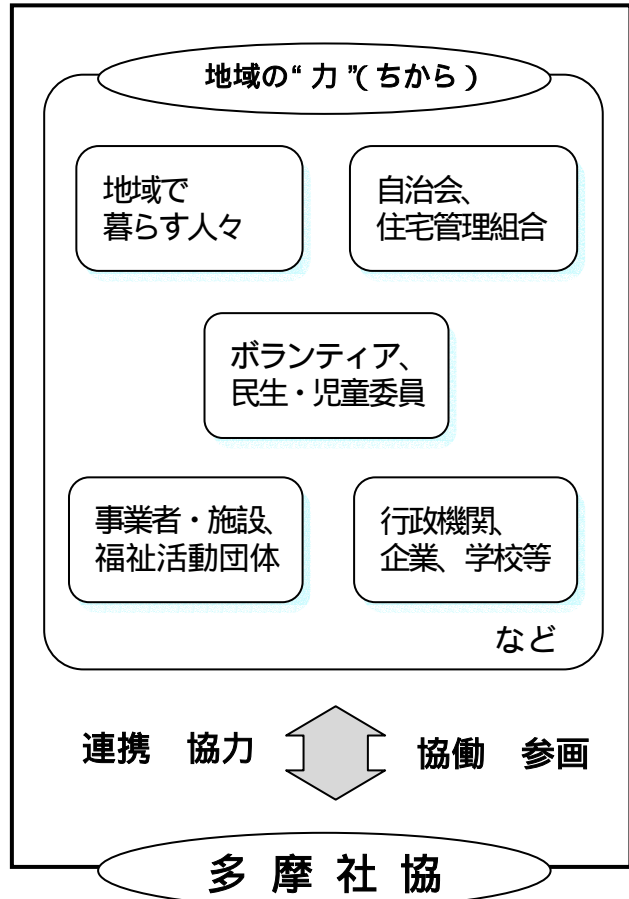 地域の“力”(ちから)
地域で
暮らす人々
自治会、
住宅管理組合
ボランティア、
民生・児童委員
事業者・施設、
福祉活動団体
行政機関、
企業、学校等
など
連携 協力
協働 参画
多摩社協